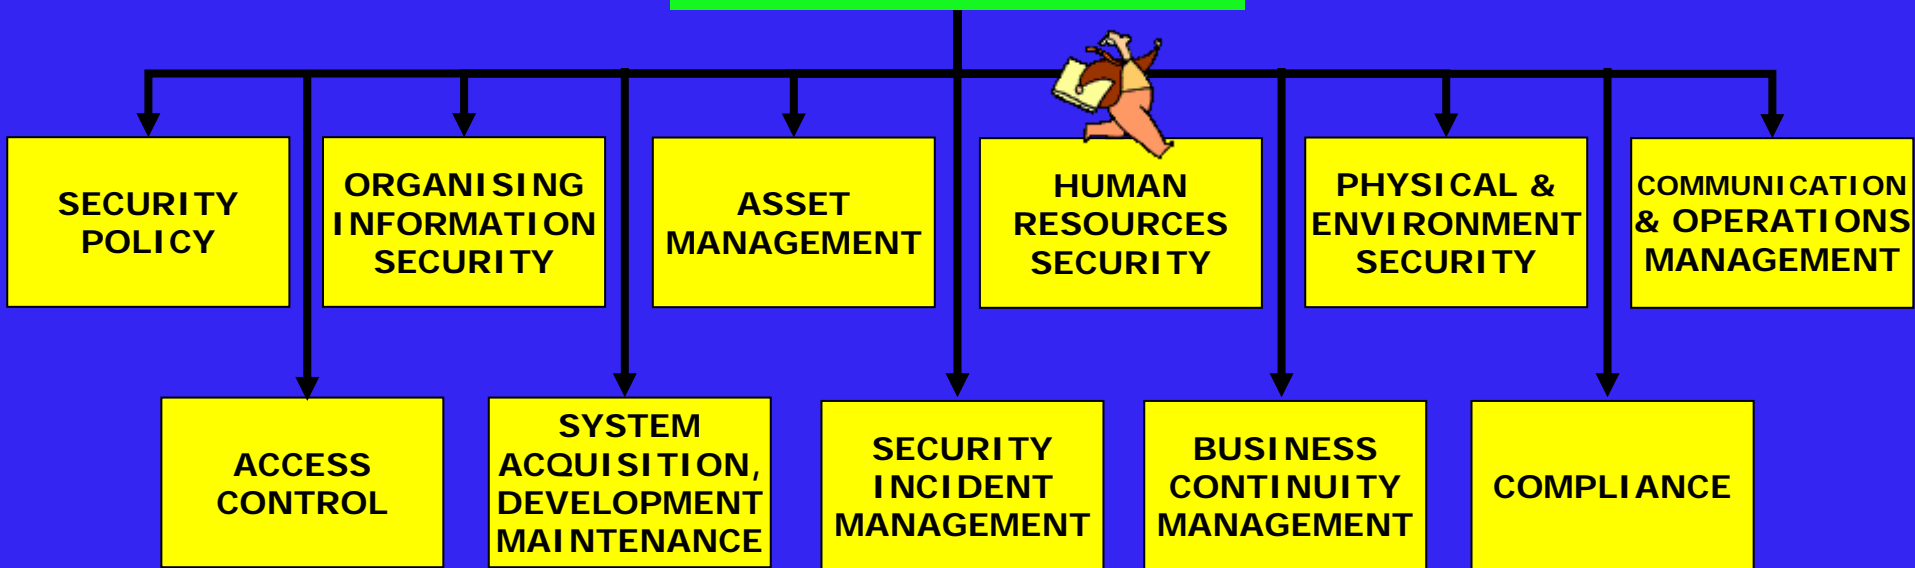 SECURITY
POLICY
ORGANISING
INFORMATION
SECURITY
ASSET
MANAGEMENT
HUMAN
RESOURCES
SECURITY
PHYSICAL &
ENVIRONMENT
SECURITY
COMMUNICATION
& OPERATIONS
MANAGEMENT
ACCESS
CONTROL
SYSTEM
ACQUISITION,
DEVELOPMENT
MAINTENANCE
SECURITY
INCIDENT
MANAGEMENT
BUSINESS
CONTINUITY
MANAGEMENT
COMPLIANCE